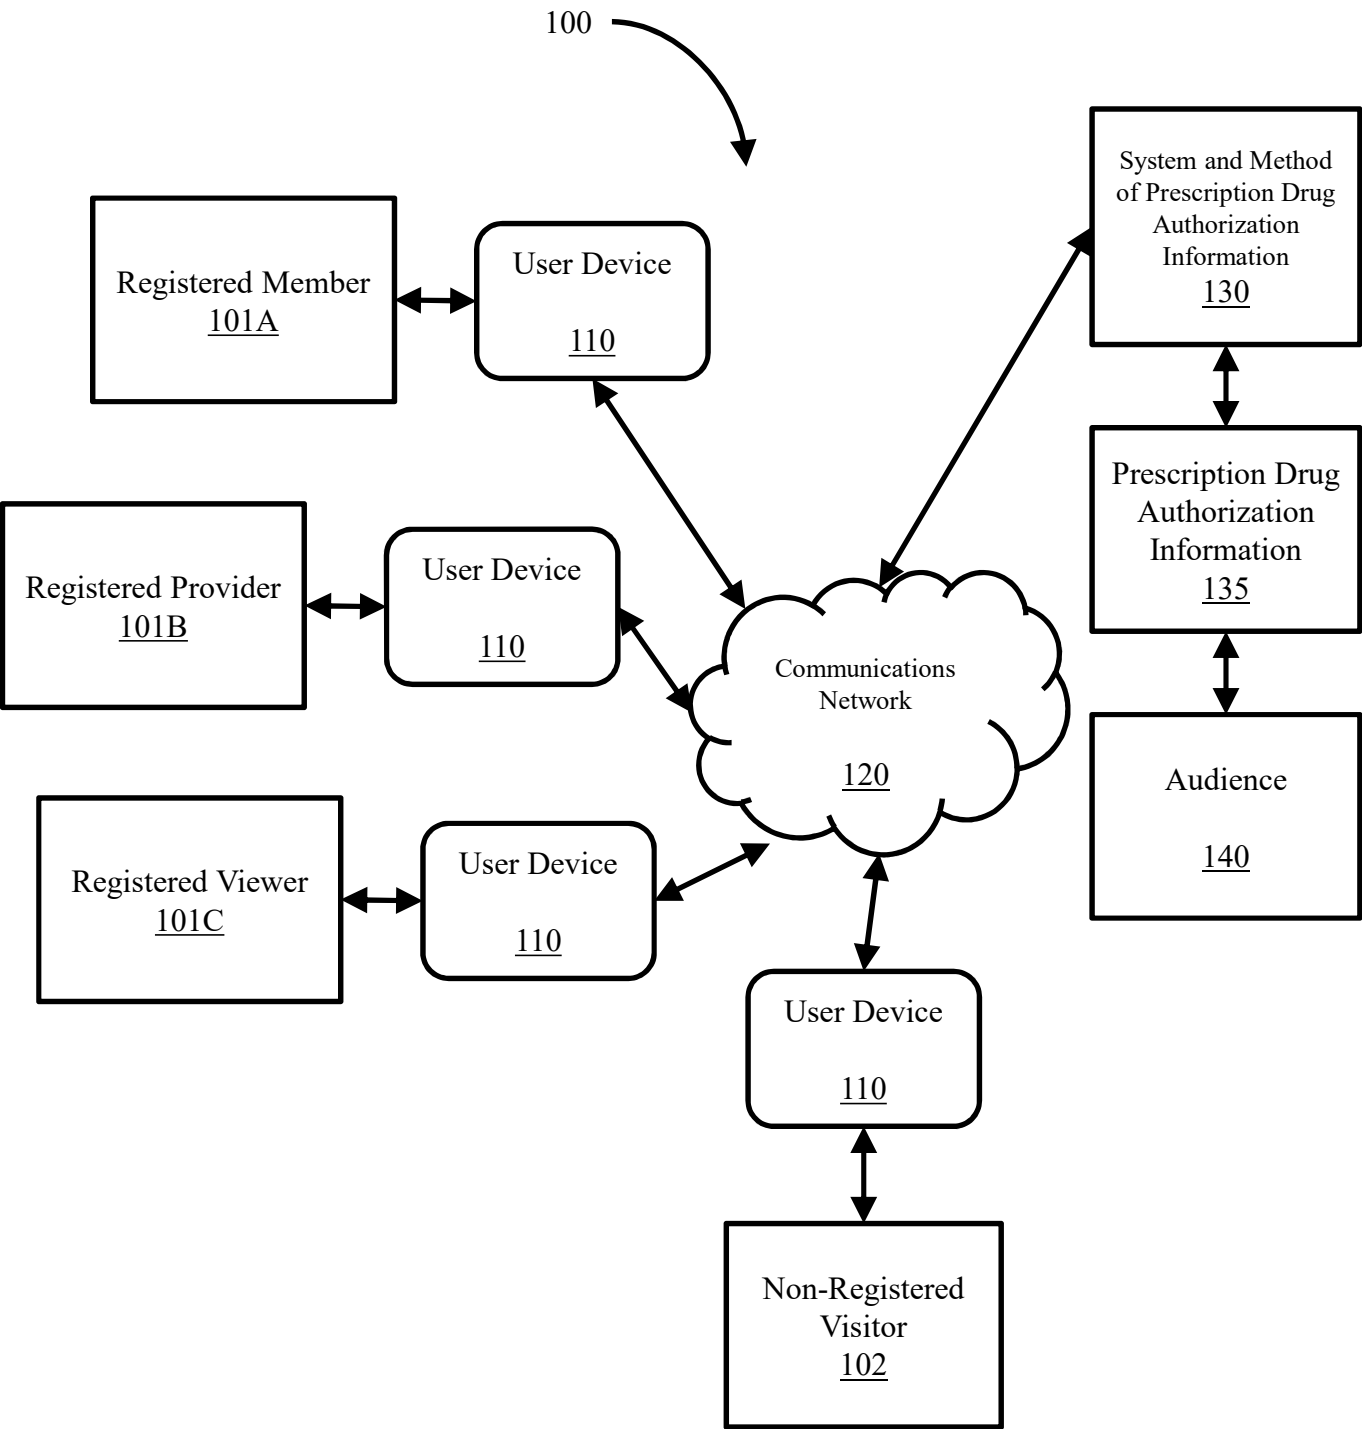 100
System and Method
of Prescription Drug
Authorization
Information
130
Registered Member
101A
User Device
110
Prescription Drug
Authorization
Information
135
Registered Provider
101B
User Device
110
Communications
Network
120
Audience
140
Registered Viewer
101C
User Device
110
User Device
110
Non-Registered
Visitor
102